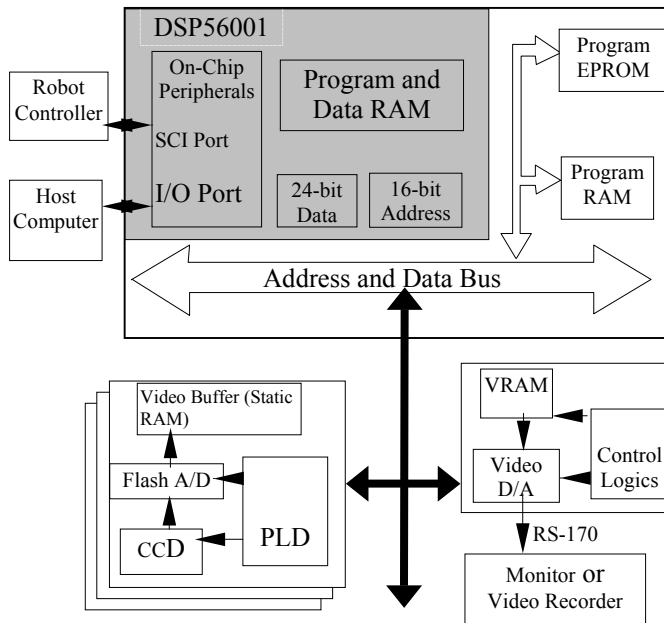 DSP56001
Robot
Controller
Host
Computer
On-Chip
Peripherals
SCI Port
I/O Port
Program and
Data RAM
24-bit
Data
16-bit
Address
Program
EPROM
Program
RAM
Address and Data Bus
Video Buffer (Static
RAM)
Flash A/D
CCD
PLD
VRAM
Video
D/A
Control
Logics
RS-170
Monitor or
Video Recorder